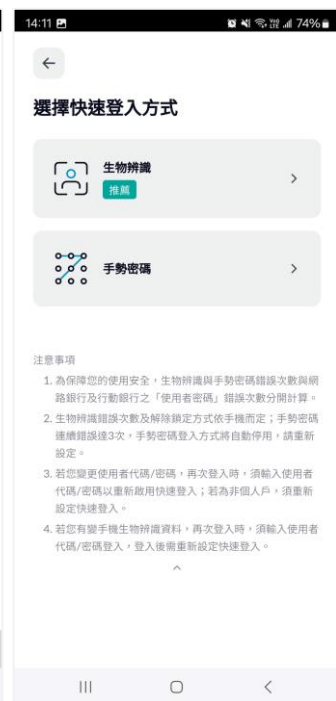 14:11 74%
選擇快速登入方式
生物辨識
推薦
手勢密碼
注意事項
1. 為保障您的使用安全，生物辨識與手勢密碼錯誤次數與網
路銀行及行動銀行之「使用者密碼」錯誤次數分開計算。
2. 生物辨識錯誤次數及解除鎖定方式依手機而定；手勢密碼
連續錯誤達3次，手勢密碼登入方式將自動停用，請重新
設定。
3. 若您變更使用者代碼/密碼，再次登入時，須輸入使用者
代碼/密碼以重新啟用快速登入；若為非個人戶，須重新
設定快速登入。
4. 若您有變手機生物辨識資料，再次登入時，須輸入使用者
代碼/密碼登入，登入後需重新設定快速登入。